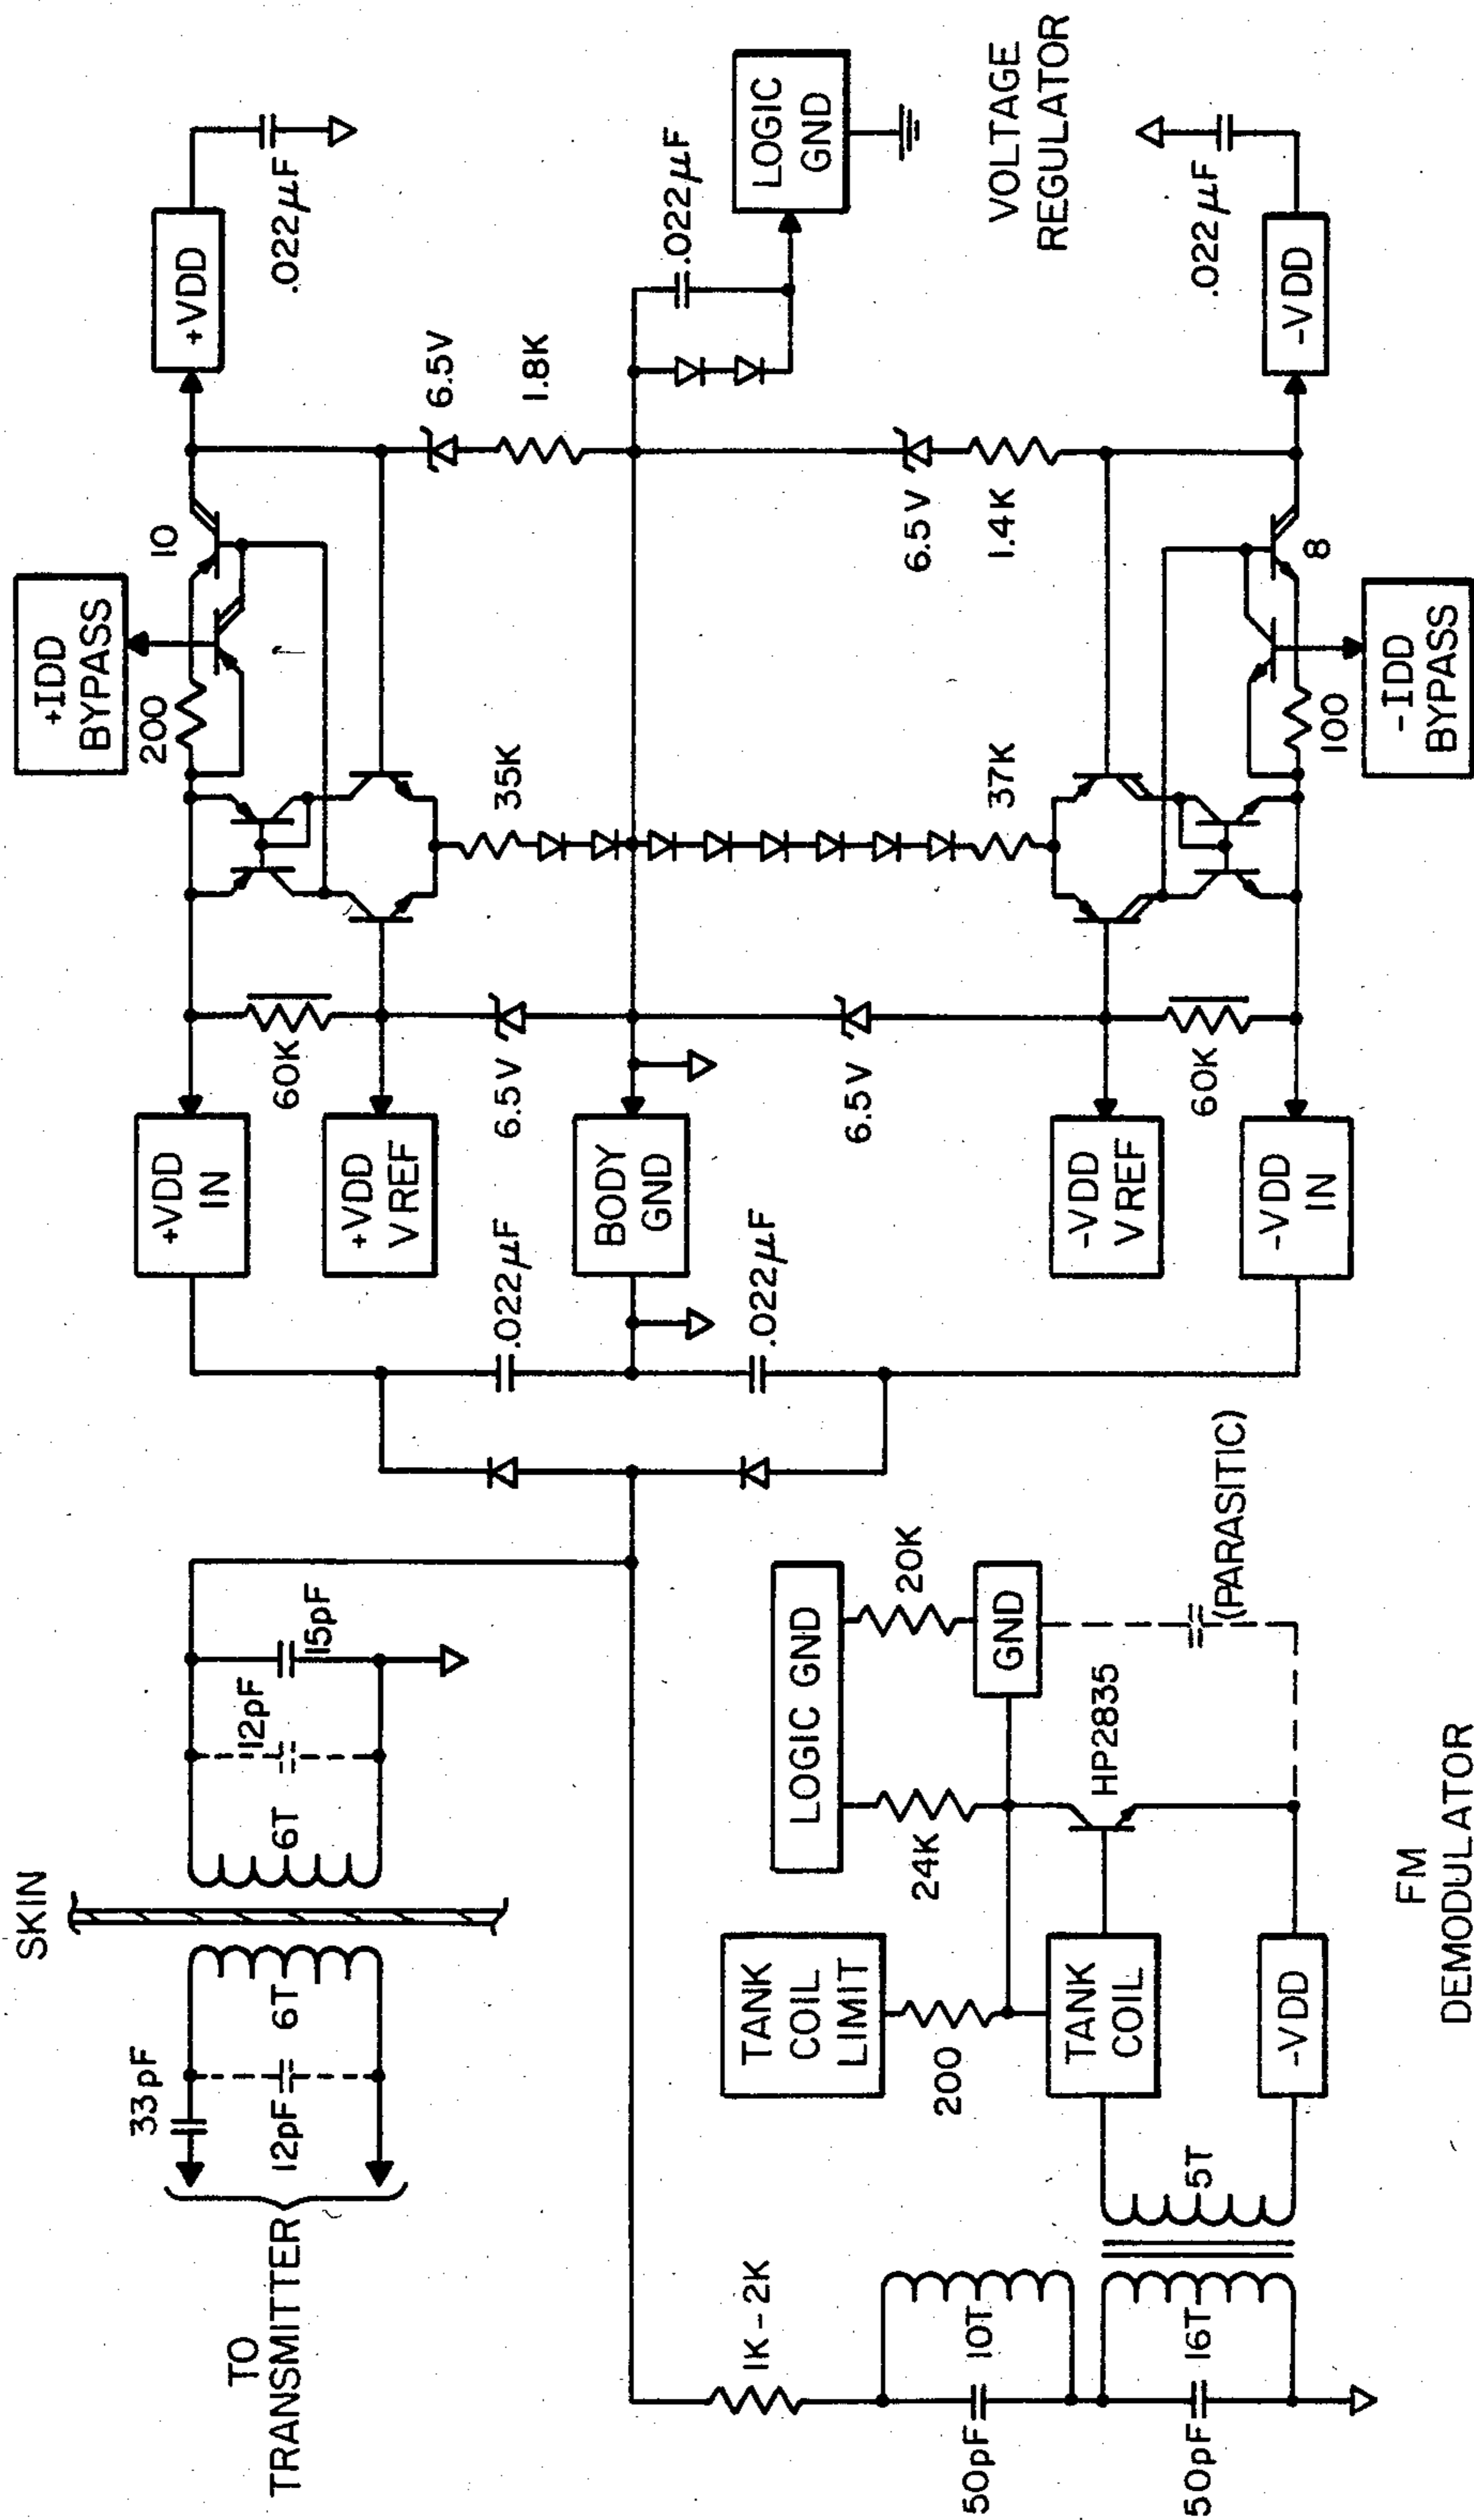 SKIN
TO
TRANSMITTER
33pF
12pF
6T
6T
12pF
15pF
.022µF
.022µF
+VDD
IN
+VDD
VREF
BODY
GND
-VDD
VREF
-VDD
IN
60K
6.5V
6.5V
60K
35K
37K
+IDD
BYPASS
200
10
-IDD
BYPASS
100
8
6.5V
1.8K
6.5V
1.4K
+VDD
.022µF
.022µF
LOGIC
GND
-VDD
.022µF
VOLTAGE
REGULATOR
1K-2K
50pF
10T
50pF
16T
5T
TANK
COIL
LIMIT
200
TANK
COIL
-VDD
LOGIC GND
24K
20K
GND
HP2835
(PARASITIC)
FM
DEMODULATOR